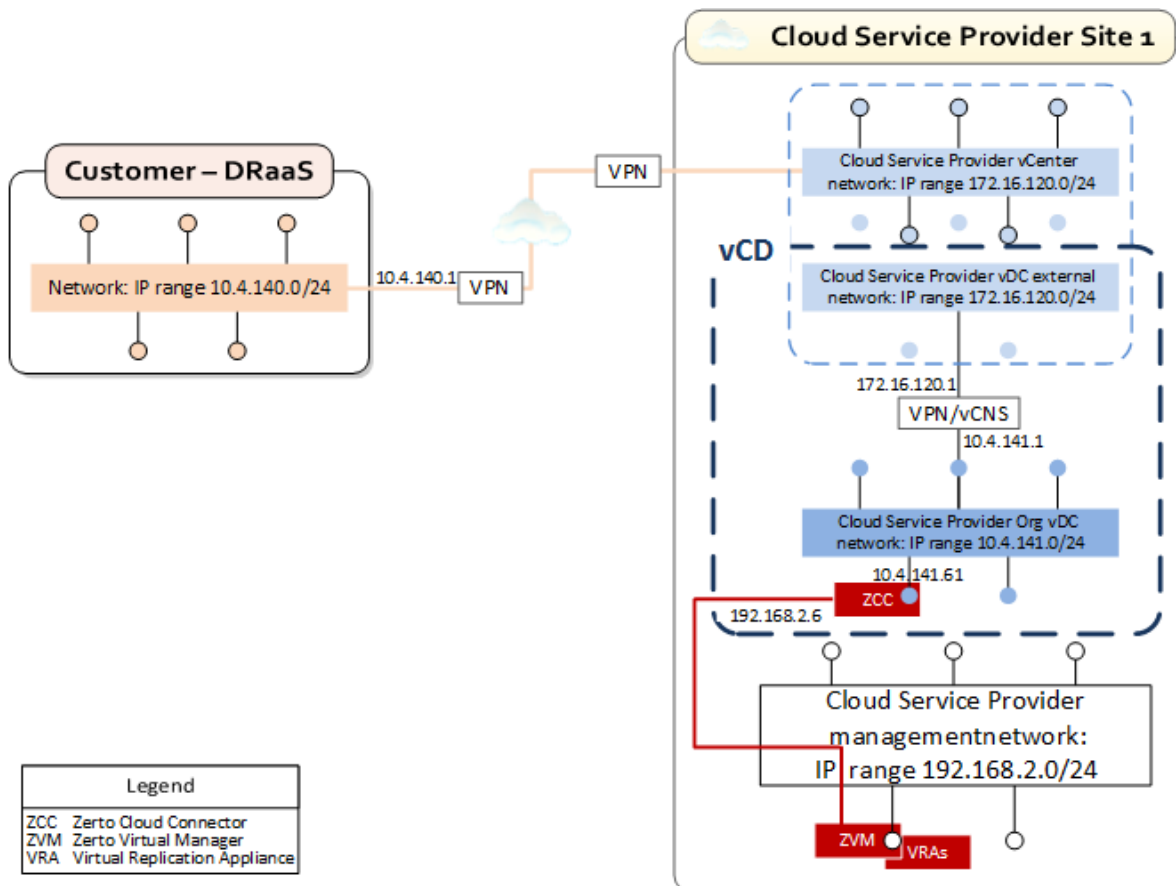 Cloud Service Provider Site 1
Customer – DRaaS
Network: IP range 10.4.140.0/24
10.4.140.1
VPN
VPN
Cloud Service Provider vCenter
network: IP range 172.16.120.0/24
vCD
Cloud Service Provider vDC external
network: IP range 172.16.120.0/24
172.16.120.1
VPN/vCNS
10.4.141.1
Cloud Service Provider Org vDC
network: IP range 10.4.141.0/24
10.4.141.61
ZCC
192.168.2.6
Cloud Service Provider
managementnetwork:
IP range 192.168.2.0/24
ZVM
VRAs
Legend
ZCC Zerto Cloud Connector
ZVM Zerto Virtual Manager
VRA Virtual Replication Appliance